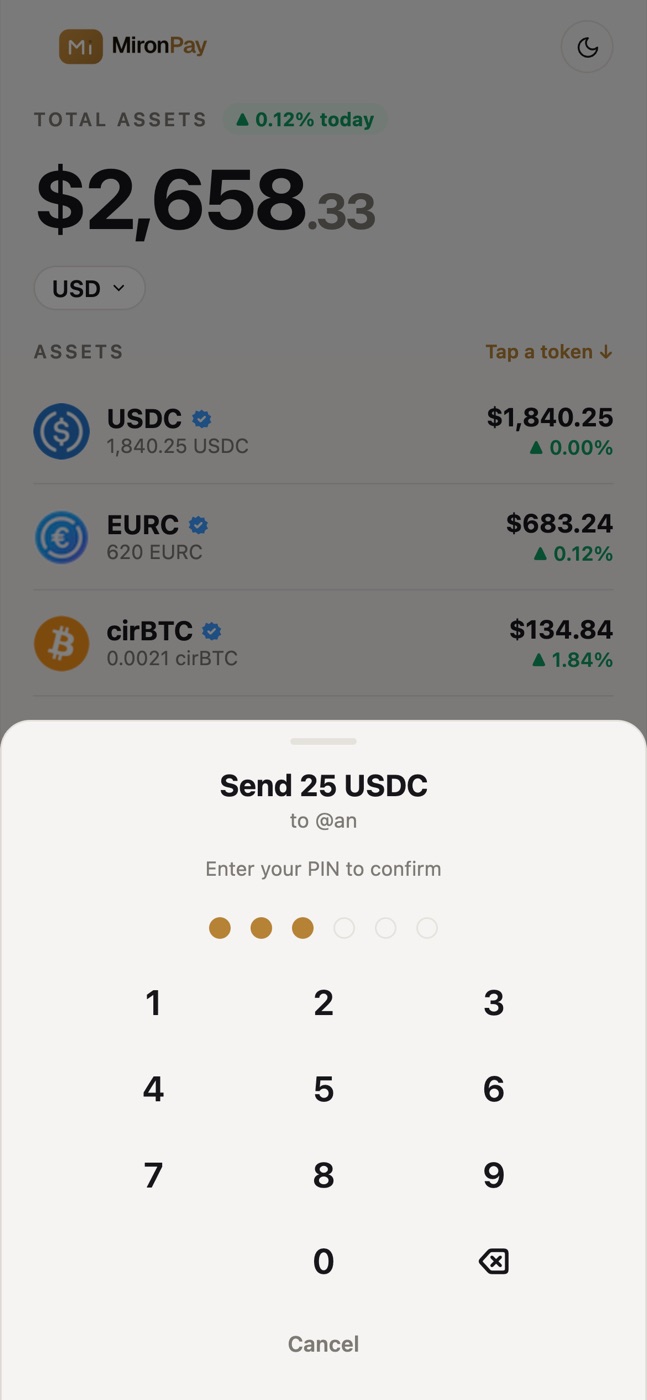 Mi MironPay
TOTAL ASSETS ▲ 0.12% today
$2,658.33
USD
ASSETS Tap a token ↓
USDC $1,840.25
1,840.25 USDC ▲ 0.00%
EURC $683.24
620 EURC ▲ 0.12%
cirBTC $134.84
0.0021 cirBTC ▲ 1.84%
Send 25 USDC
to @an
Enter your PIN to confirm
1 2 3
4 5 6
7 8 9
0
Cancel